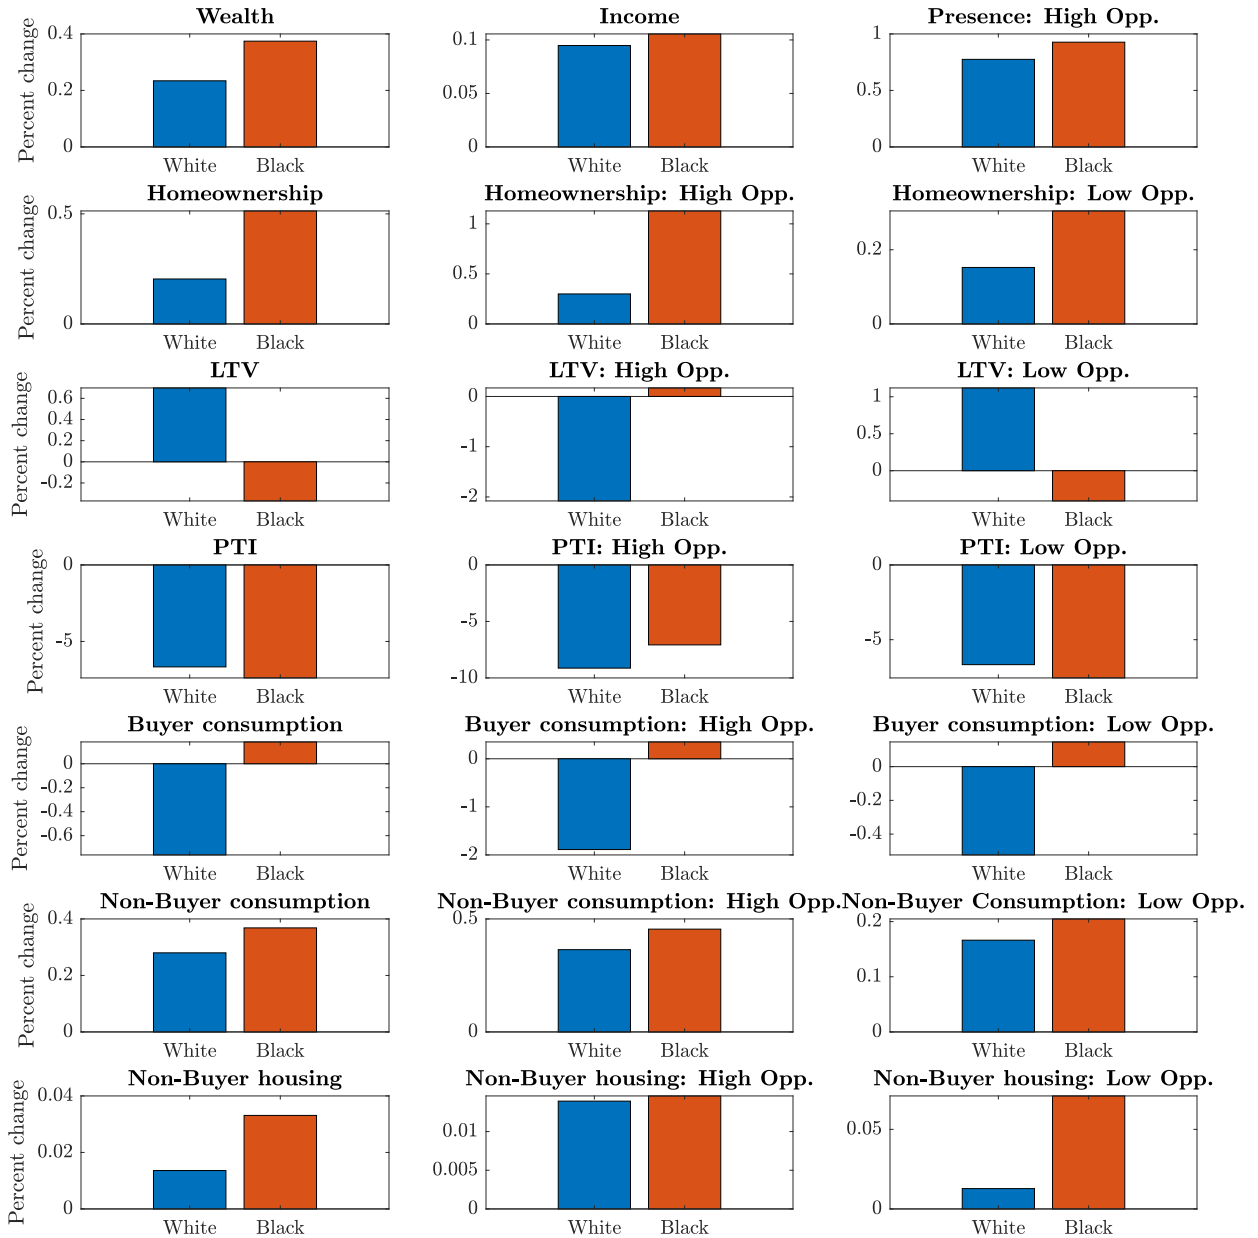 Wealth
Percent change
0.4
0.2
0
White Black
Income
0.1
0.05
0
White Black
Presence: High Opp.
1
0.5
0
White Black
Homeownership
Percent change
0.5
0
White Black
Homeownership: High Opp.
1
0.5
0
White Black
Homeownership: Low Opp.
0.2
0
White Black
LTV
Percent change
0.6
0.4
0.2
0
-0.2
White Black
LTV: High Opp.
0
-1
-2
White Black
LTV: Low Opp.
1
0.5
0
White Black
PTI
Percent change
0
-5
White Black
PTI: High Opp.
0
-5
-10
White Black
PTI: Low Opp.
0
-5
White Black
Buyer consumption
Percent change
0
-0.2
-0.4
-0.6
White Black
Buyer consumption: High Opp.
0
-1
-2
White Black
Buyer consumption: Low Opp.
0
-0.2
-0.4
White Black
Non-Buyer consumption
Percent change
0.4
0.2
0
White Black
Non-Buyer consumption: High Opp.
0.5
0
White Black
Non-Buyer Consumption: Low Opp.
0.2
0.1
0
White Black
Non-Buyer housing
Percent change
0.04
0.02
0
White Black
Non-Buyer housing: High Opp.
0.01
0.005
0
White Black
Non-Buyer housing: Low Opp.
0.05
0
White Black